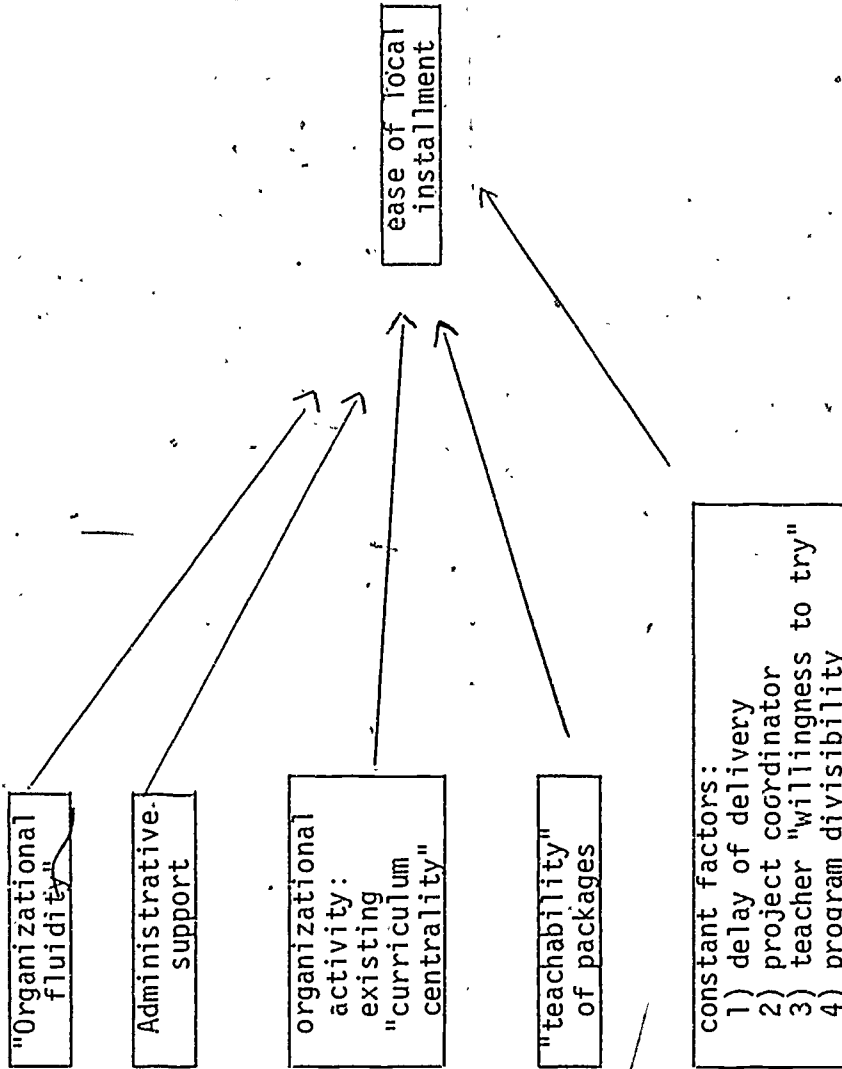 "Organizational
fluidity"
Administrative
support
organizational
activity:
existing
"curriculum
centrality"
"teachability"
of packages
constant factors:
1) delay of delivery
2) project coordinator
3) teacher "willingness to try"
4) program divisibility
ease of local
installment